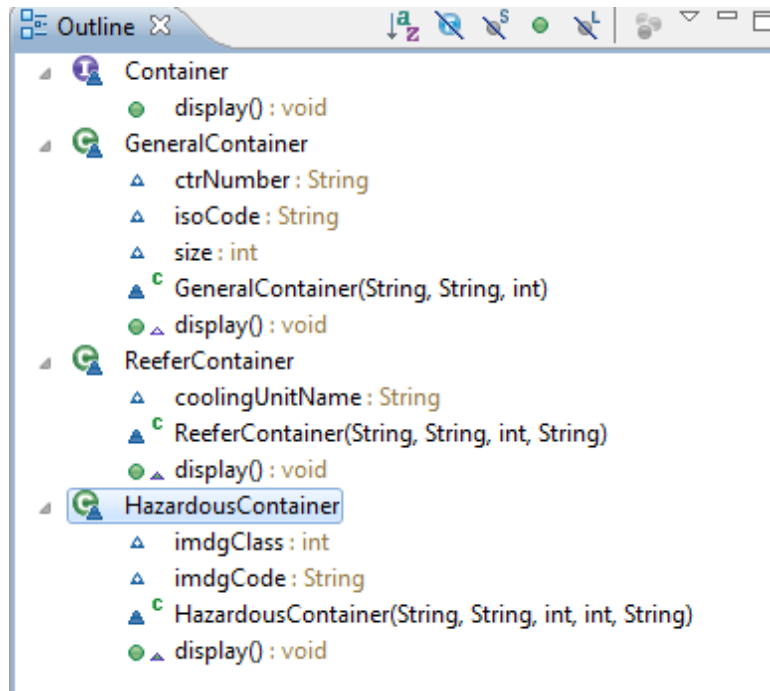 Outline
Container
display() : void
GeneralContainer
ctrNumber : String
isoCode : String
size : int
GeneralContainer(String, String, int)
display() : void
ReeferContainer
coolingUnitName : String
ReeferContainer(String, String, int, String)
display() : void
HazardousContainer
imdgClass : int
imdgCode : String
HazardousContainer(String, String, int, int, String)
display() : void